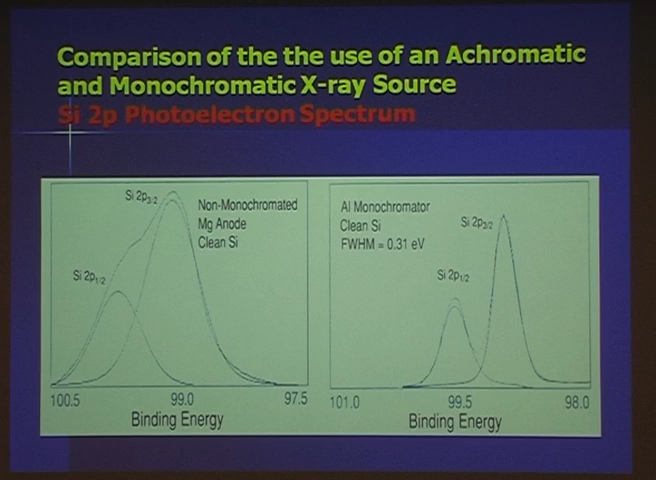 Comparison of the the use of an Achromatic
and Monochromatic X-ray Source
Si 2p Photoelectron Spectrum
Si 2p3/2
Non-Monochromated
Mg Anode
Clean Si
Si 2p1/2
100.5 99.0 97.5
Binding Energy
Al Monochromator
Clean Si
FWHM = 0.31 eV
Si 2p3/2
Si 2p1/2
101.0 99.5 98.0
Binding Energy